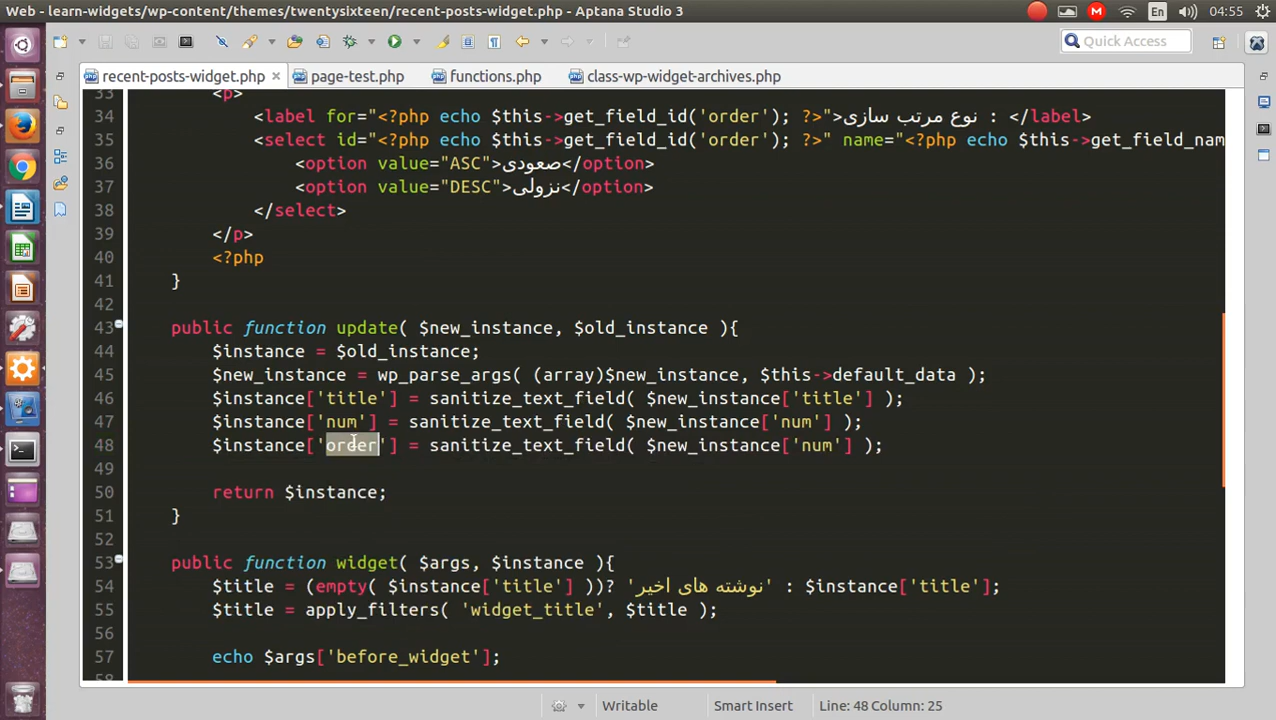 Web - learn-widgets/wp-content/themes/twentysixteen/recent-posts-widget.php - Aptana Studio 3
En
04:55
Quick Access
recent-posts-widget.php
page-test.php
functions.php
class-wp-widget-archives.php
33 <p>
34 <label for="<?php echo $this->get_field_id('order'); ?>">نوع مرتب سازی : </label>
35 <select id="<?php echo $this->get_field_id('order'); ?>" name="<?php echo $this->get_field_nam
36 <option value="ASC">صعودی</option>
37 <option value="DESC">نزولی</option>
38 </select>
39 </p>
40 <?php
41 }
42
43 public function update( $new_instance, $old_instance ){
44 $instance = $old_instance;
45 $new_instance = wp_parse_args( (array)$new_instance, $this->default_data );
46 $instance['title'] = sanitize_text_field( $new_instance['title'] );
47 $instance['num'] = sanitize_text_field( $new_instance['num'] );
48 $instance['order'] = sanitize_text_field( $new_instance['num'] );
49
50 return $instance;
51 }
52
53 public function widget( $args, $instance ){
54 $title = (empty( $instance['title'] ))? 'نوشته های اخیر' : $instance['title'];
55 $title = apply_filters( 'widget_title', $title );
56
57 echo $args['before_widget'];
58
Writable
Smart Insert
Line: 48 Column: 25